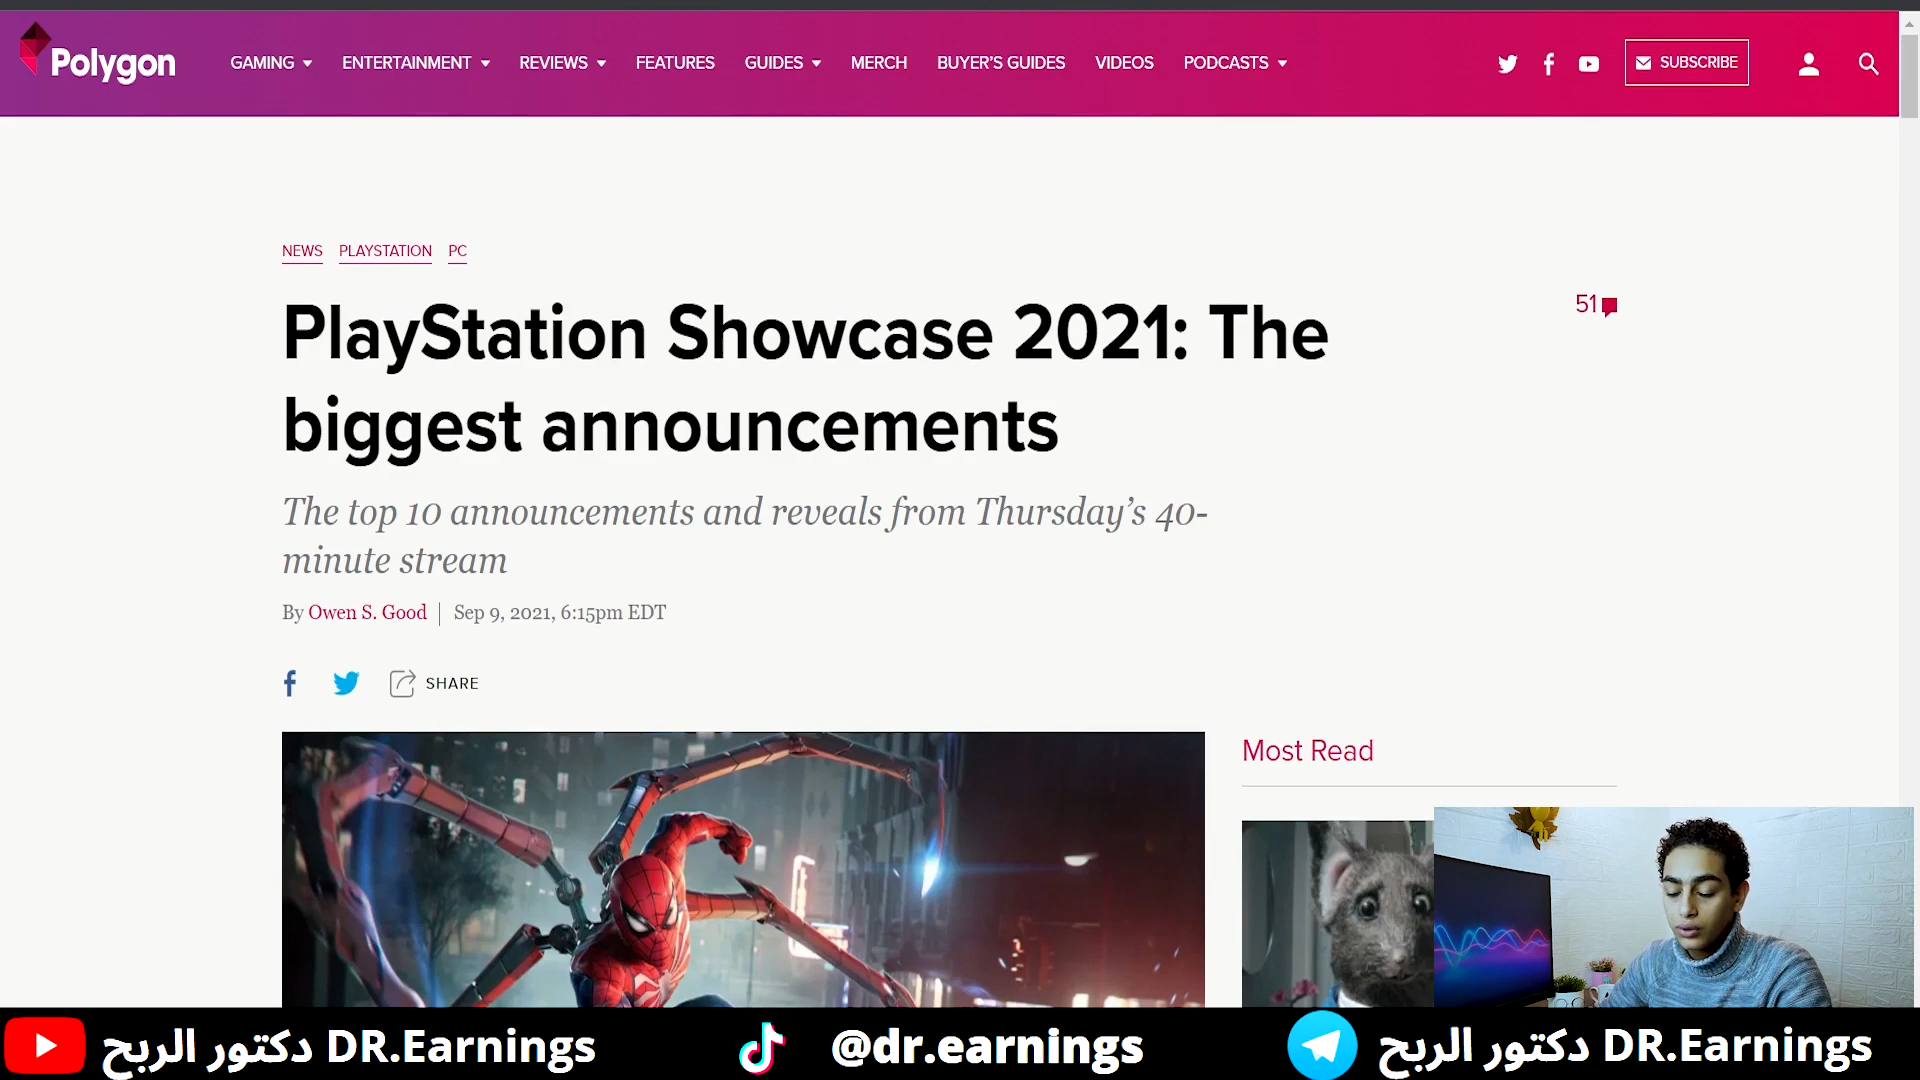 Polygon
GAMING ENTERTAINMENT REVIEWS FEATURES GUIDES MERCH BUYER'S GUIDES VIDEOS PODCASTS SUBSCRIBE
NEWS PLAYSTATION PC
PlayStation Showcase 2021: The
biggest announcements
51
The top 10 announcements and reveals from Thursday’s 40-
minute stream
By Owen S. Good | Sep 9, 2021, 6:15pm EDT
SHARE
Most Read
دكتور الربح DR.Earnings
@dr.earnings
دكتور الربح DR.Earnings